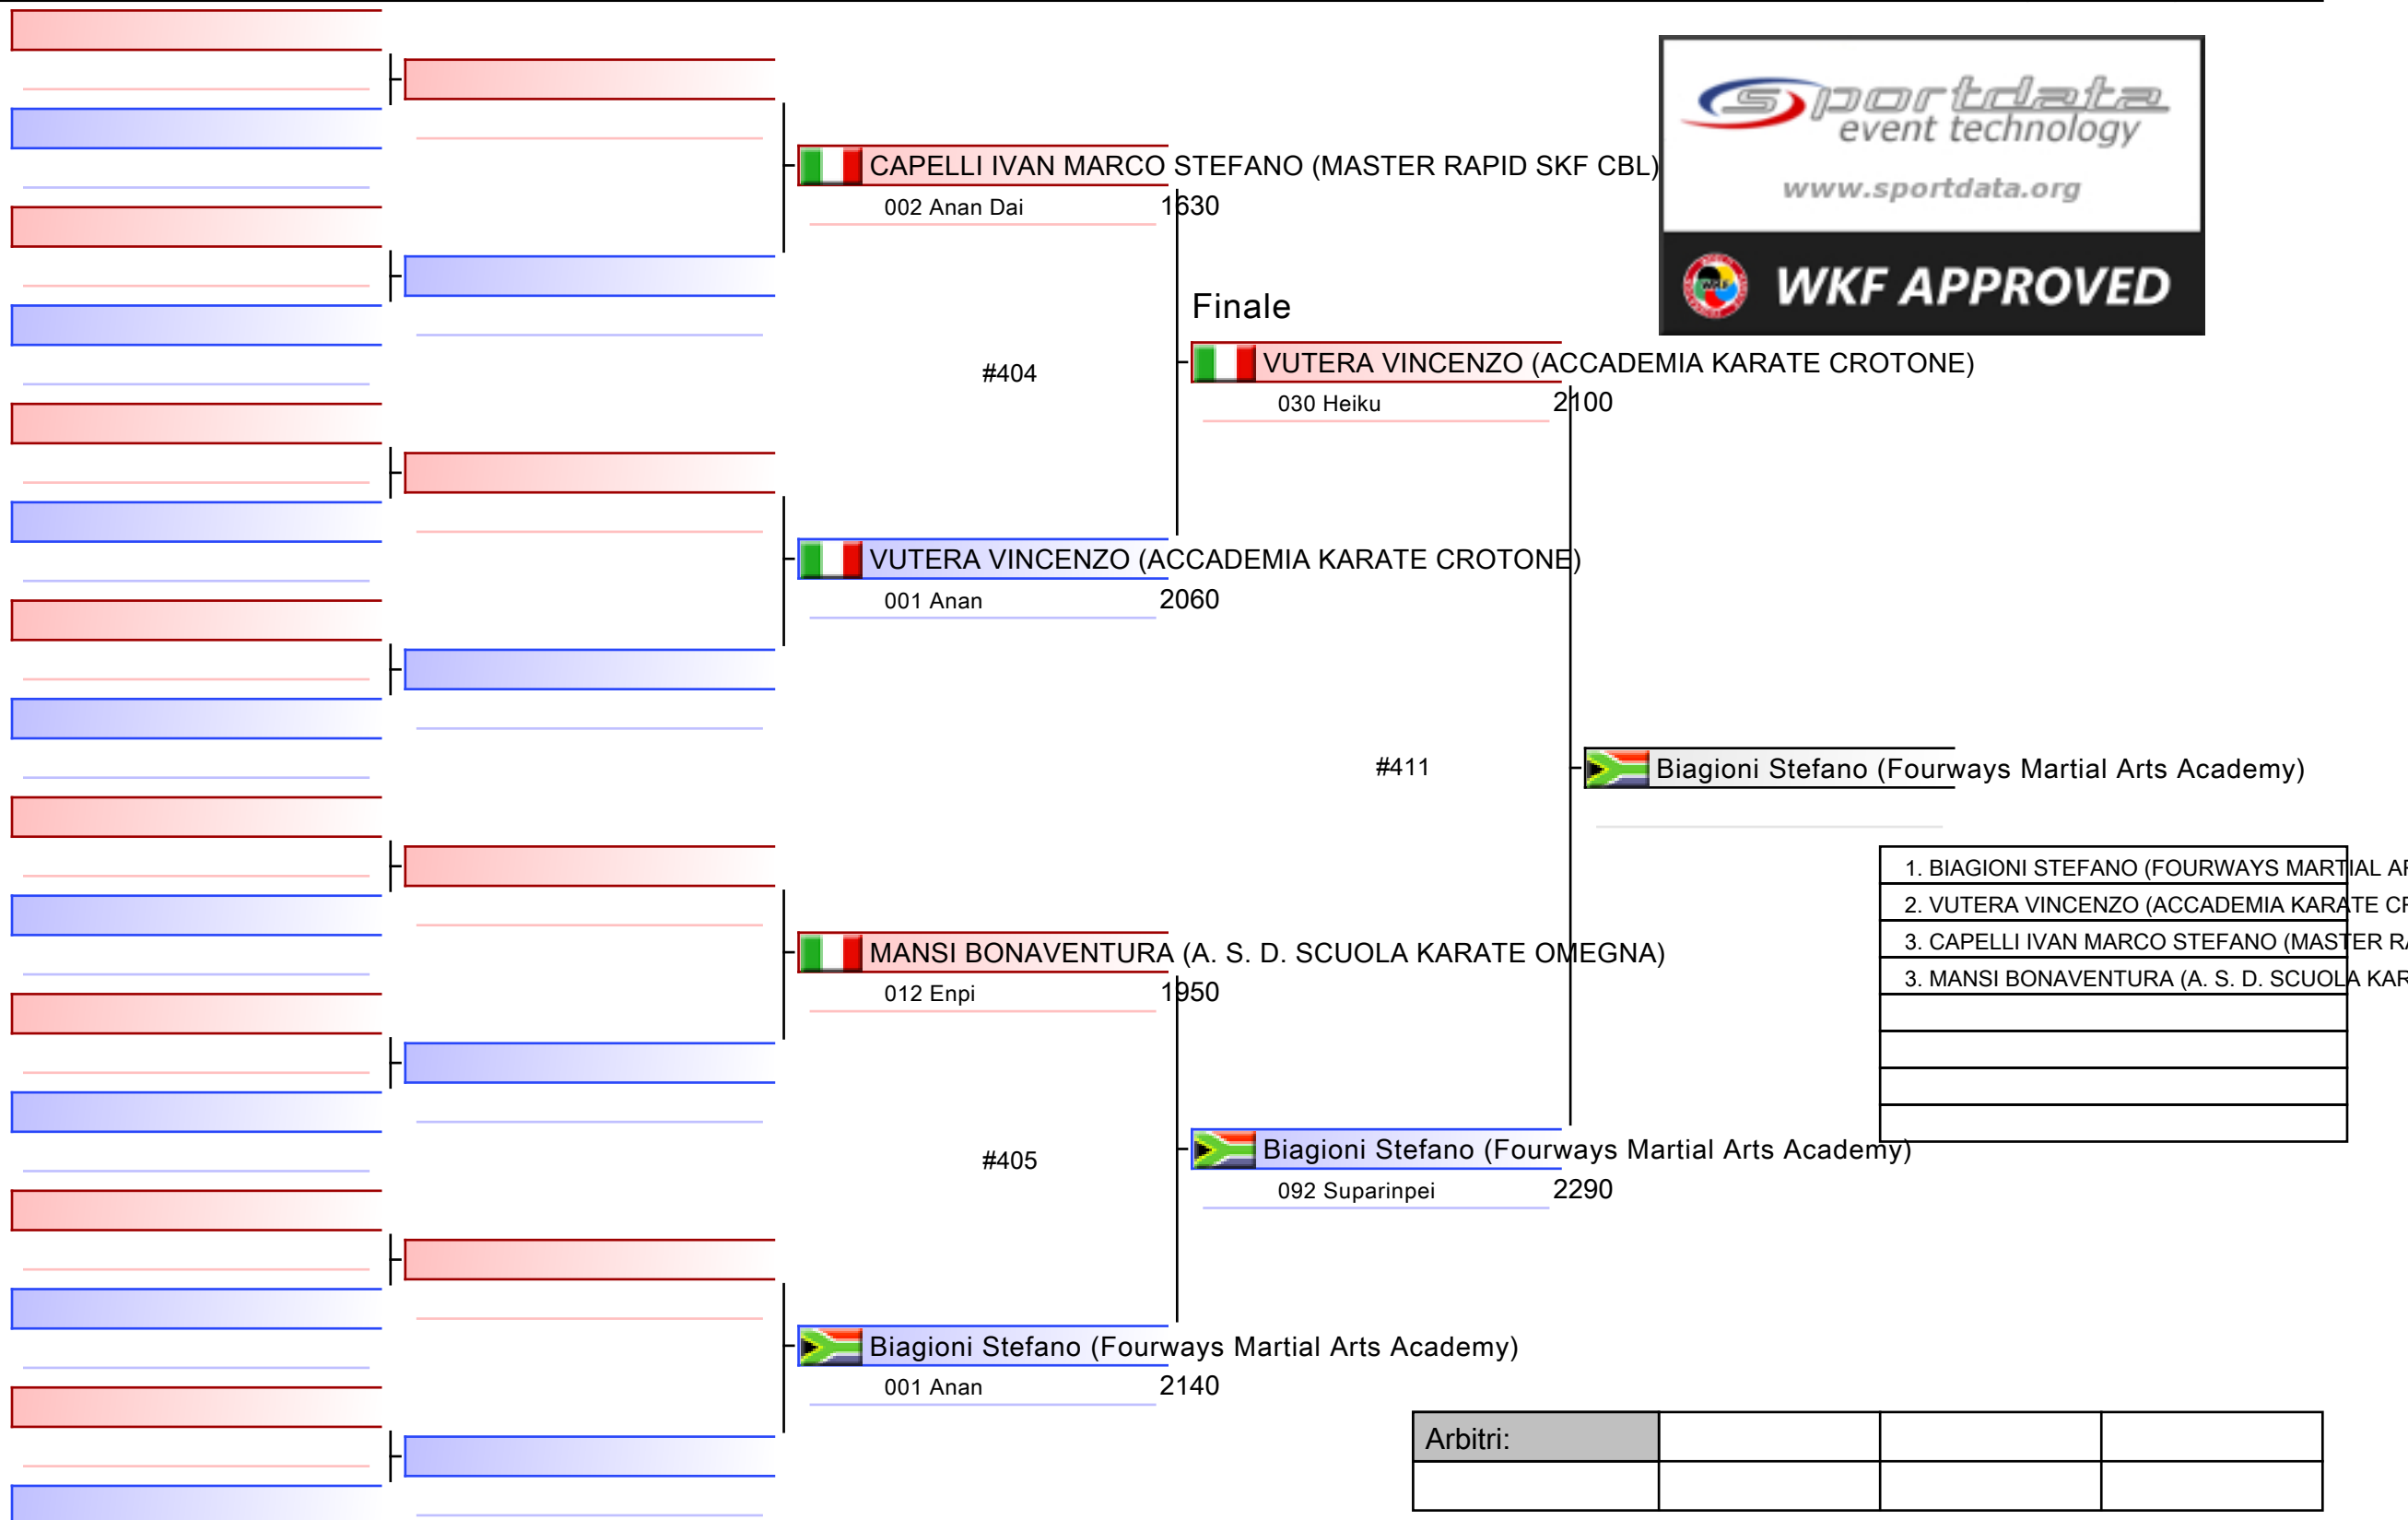 sportdata
event technology
www.sportdata.org
WKF
WKF APPROVED
CAPELLI IVAN MARCO STEFANO (MASTER RAPID SKF CBL)
002 Anan Dai 1630
Finale
#404
VUTERA VINCENZO (ACCADEMIA KARATE CROTONE)
030 Heiku 2100
VUTERA VINCENZO (ACCADEMIA KARATE CROTONE)
001 Anan 2060
#411
Biagioni Stefano (Fourways Martial Arts Academy)
1. BIAGIONI STEFANO (FOURWAYS MARTIAL
2. VUTERA VINCENZO (ACCADEMIA KARATE
3. CAPELLI IVAN MARCO STEFANO (MASTER
3. MANSI BONAVENTURA (A. S. D. SCUOLA
MANSI BONAVENTURA (A. S. D. SCUOLA KARATE OMEGNA)
012 Enpi 1950
#405
Biagioni Stefano (Fourways Martial Arts Academy)
092 Suparinpei 2290
Biagioni Stefano (Fourways Martial Arts Academy)
001 Anan 2140
Arbitri: